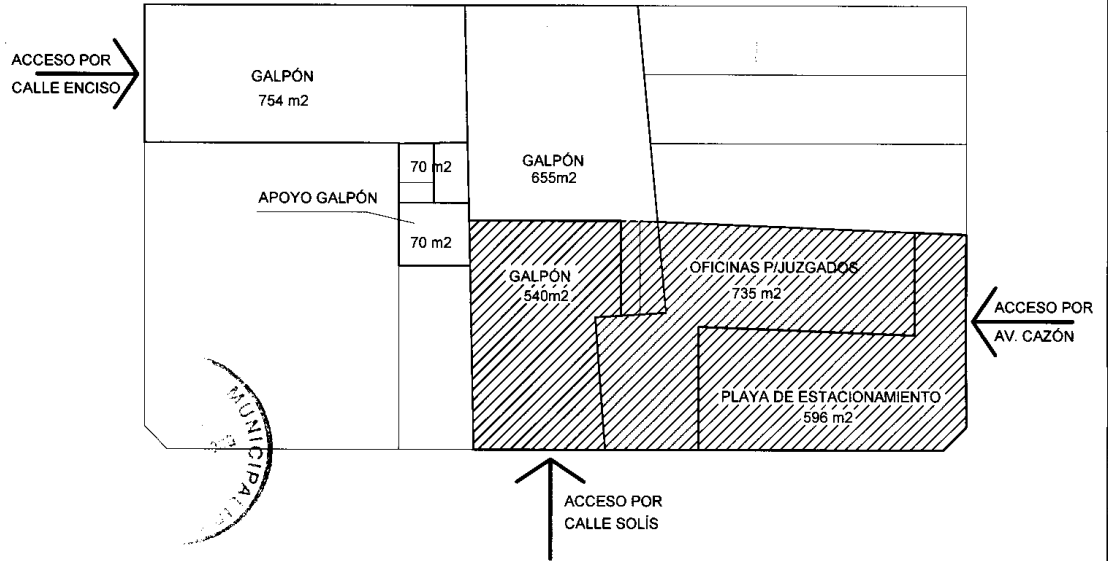 ACCESO POR
CALLE ENCISO
GALPÓN
754 m2
70 m2
GALPÓN
655m2
APOYO GALPÓN
70 m2
GALPÓN
540m2
OFICINAS P/JUZGADOS
735 m2
ACCESO POR
AV. CAZÓN
PLAYA DE ESTACIONAMIENTO
596 m2
ACCESO POR
CALLE SOLÍS